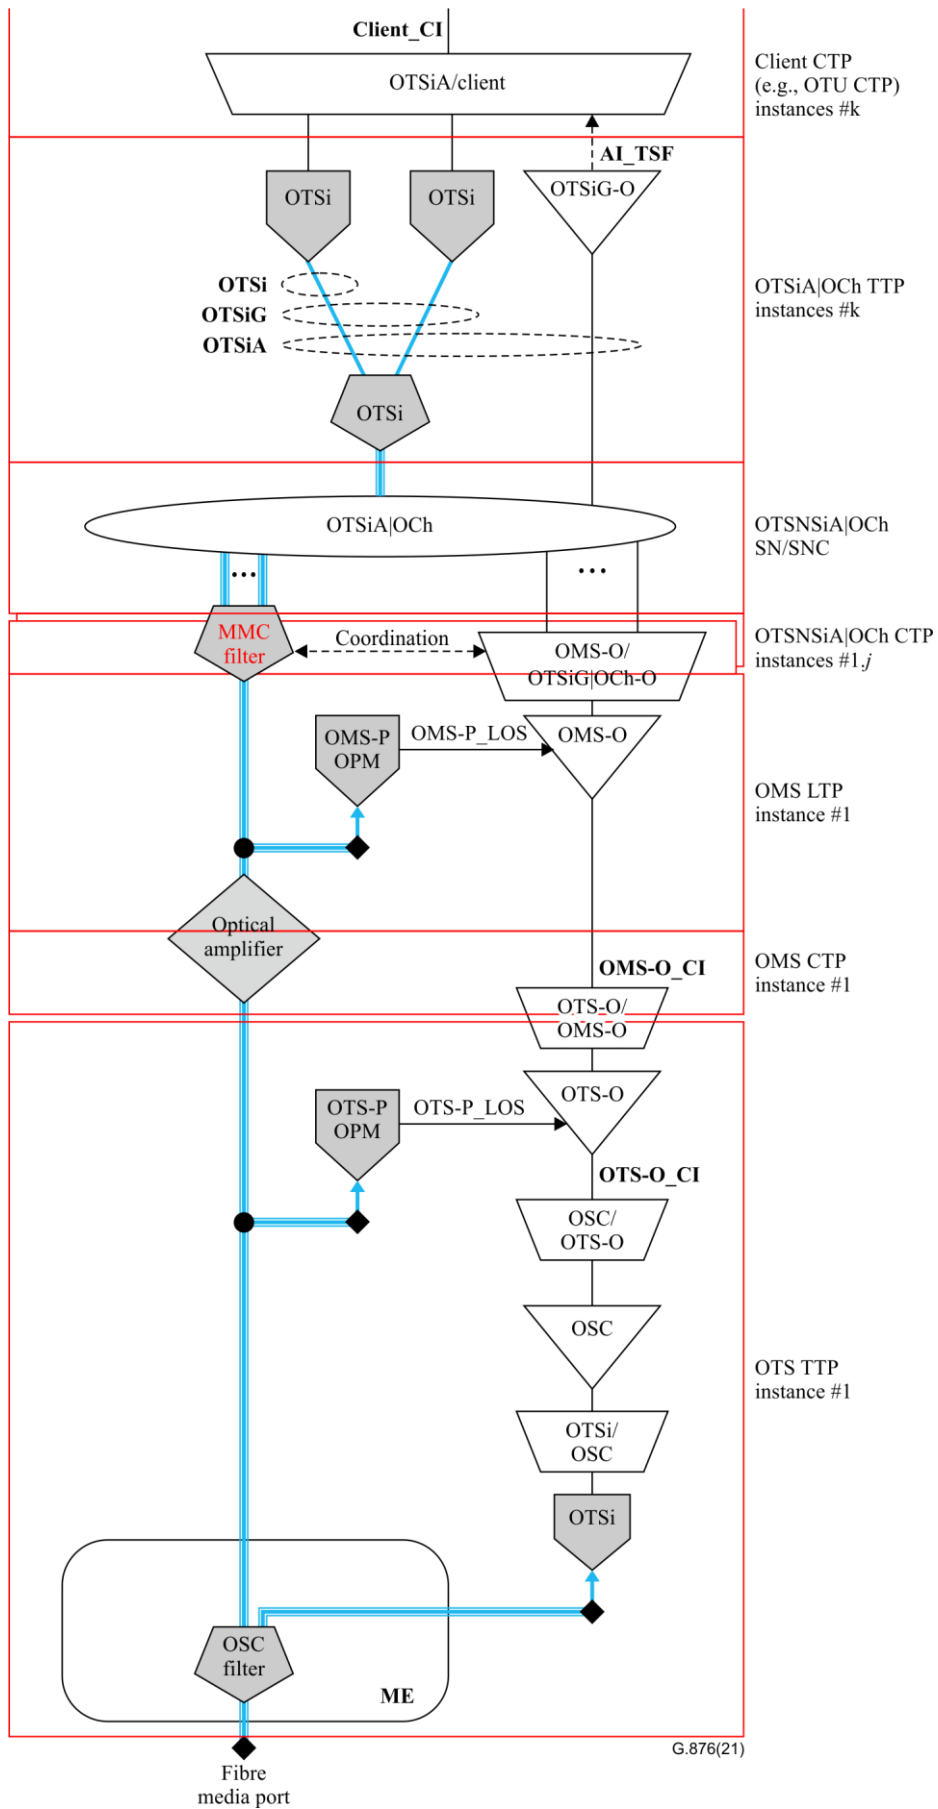 Client_CI
OTSiA/client
Client CTP
(e.g., OTU CTP)
instances #k
AI_TSF
OTSi
OTSi
OTSiG-O
OTSi
OTSiG
OTSiA
OTSiA|OCh TTP
instances #k
OTSi
OTSiA|OCh
OTSNSiA|OCh
SN/SNC
...
...
MMC
filter
Coordination
OMS-O/
OTSiG|OCh-O
OTSNSiA|OCh CTP
instances #1.j
OMS-P
OPM
OMS-P_LOS
OMS-O
OMS LTP
instance #1
Optical
amplifier
OMS-O_CI
OMS CTP
instance #1
OTS-O/
OMS-O
OTS-P
OPM
OTS-P_LOS
OTS-O
OTS-O_CI
OSC/
OTS-O
OSC
OTS TTP
instance #1
OTSi/
OSC
OTSi
OSC
filter
ME
G.876(21)
Fibre
media port